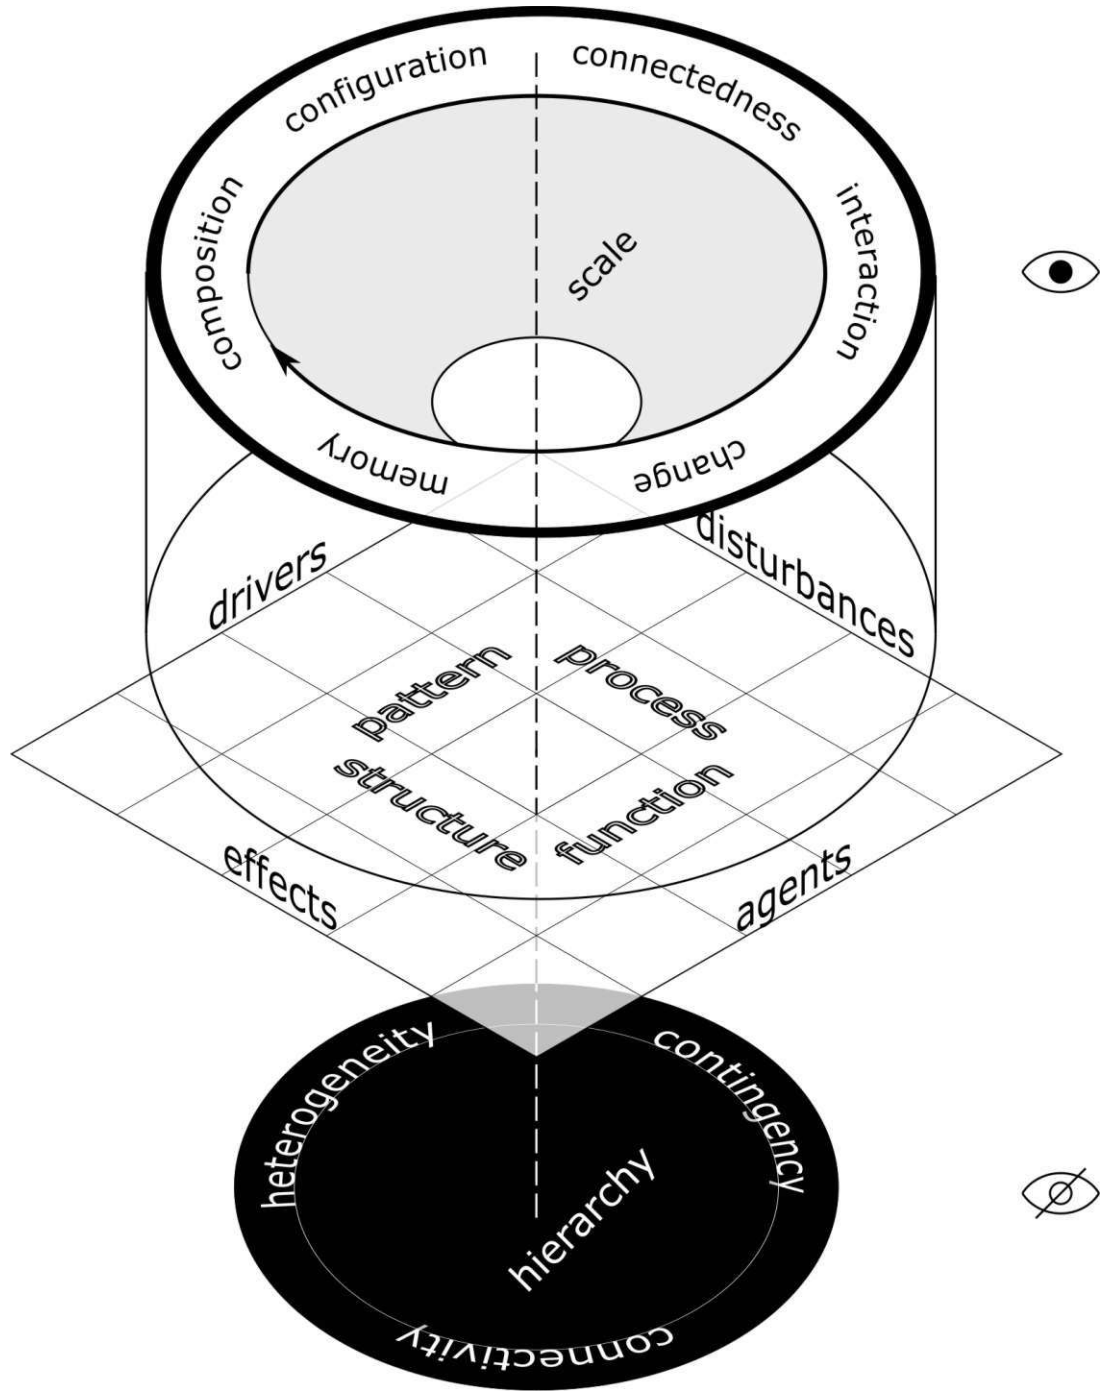 configuration
connectedness
composition
interaction
scale
memory
change
drivers
disturbances
pattern
process
structure
function
effects
agents
heterogeneity
contingency
hierarchy
connectivity